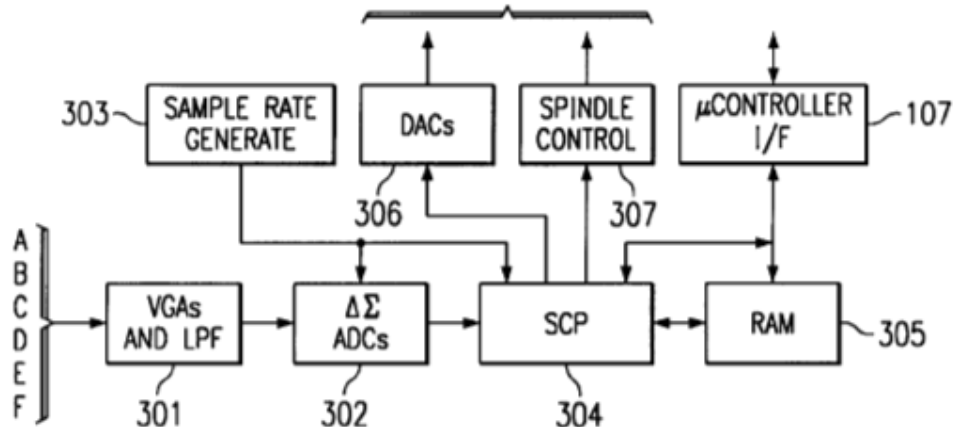 303
SAMPLE RATE
GENERATE
DACs
306
SPINDLE
CONTROL
307
μCONTROLLER
I/F
107
A
B
C
D
E
F
VGAs
AND LPF
301
ΔΣ
ADCs
302
SCP
304
RAM
305